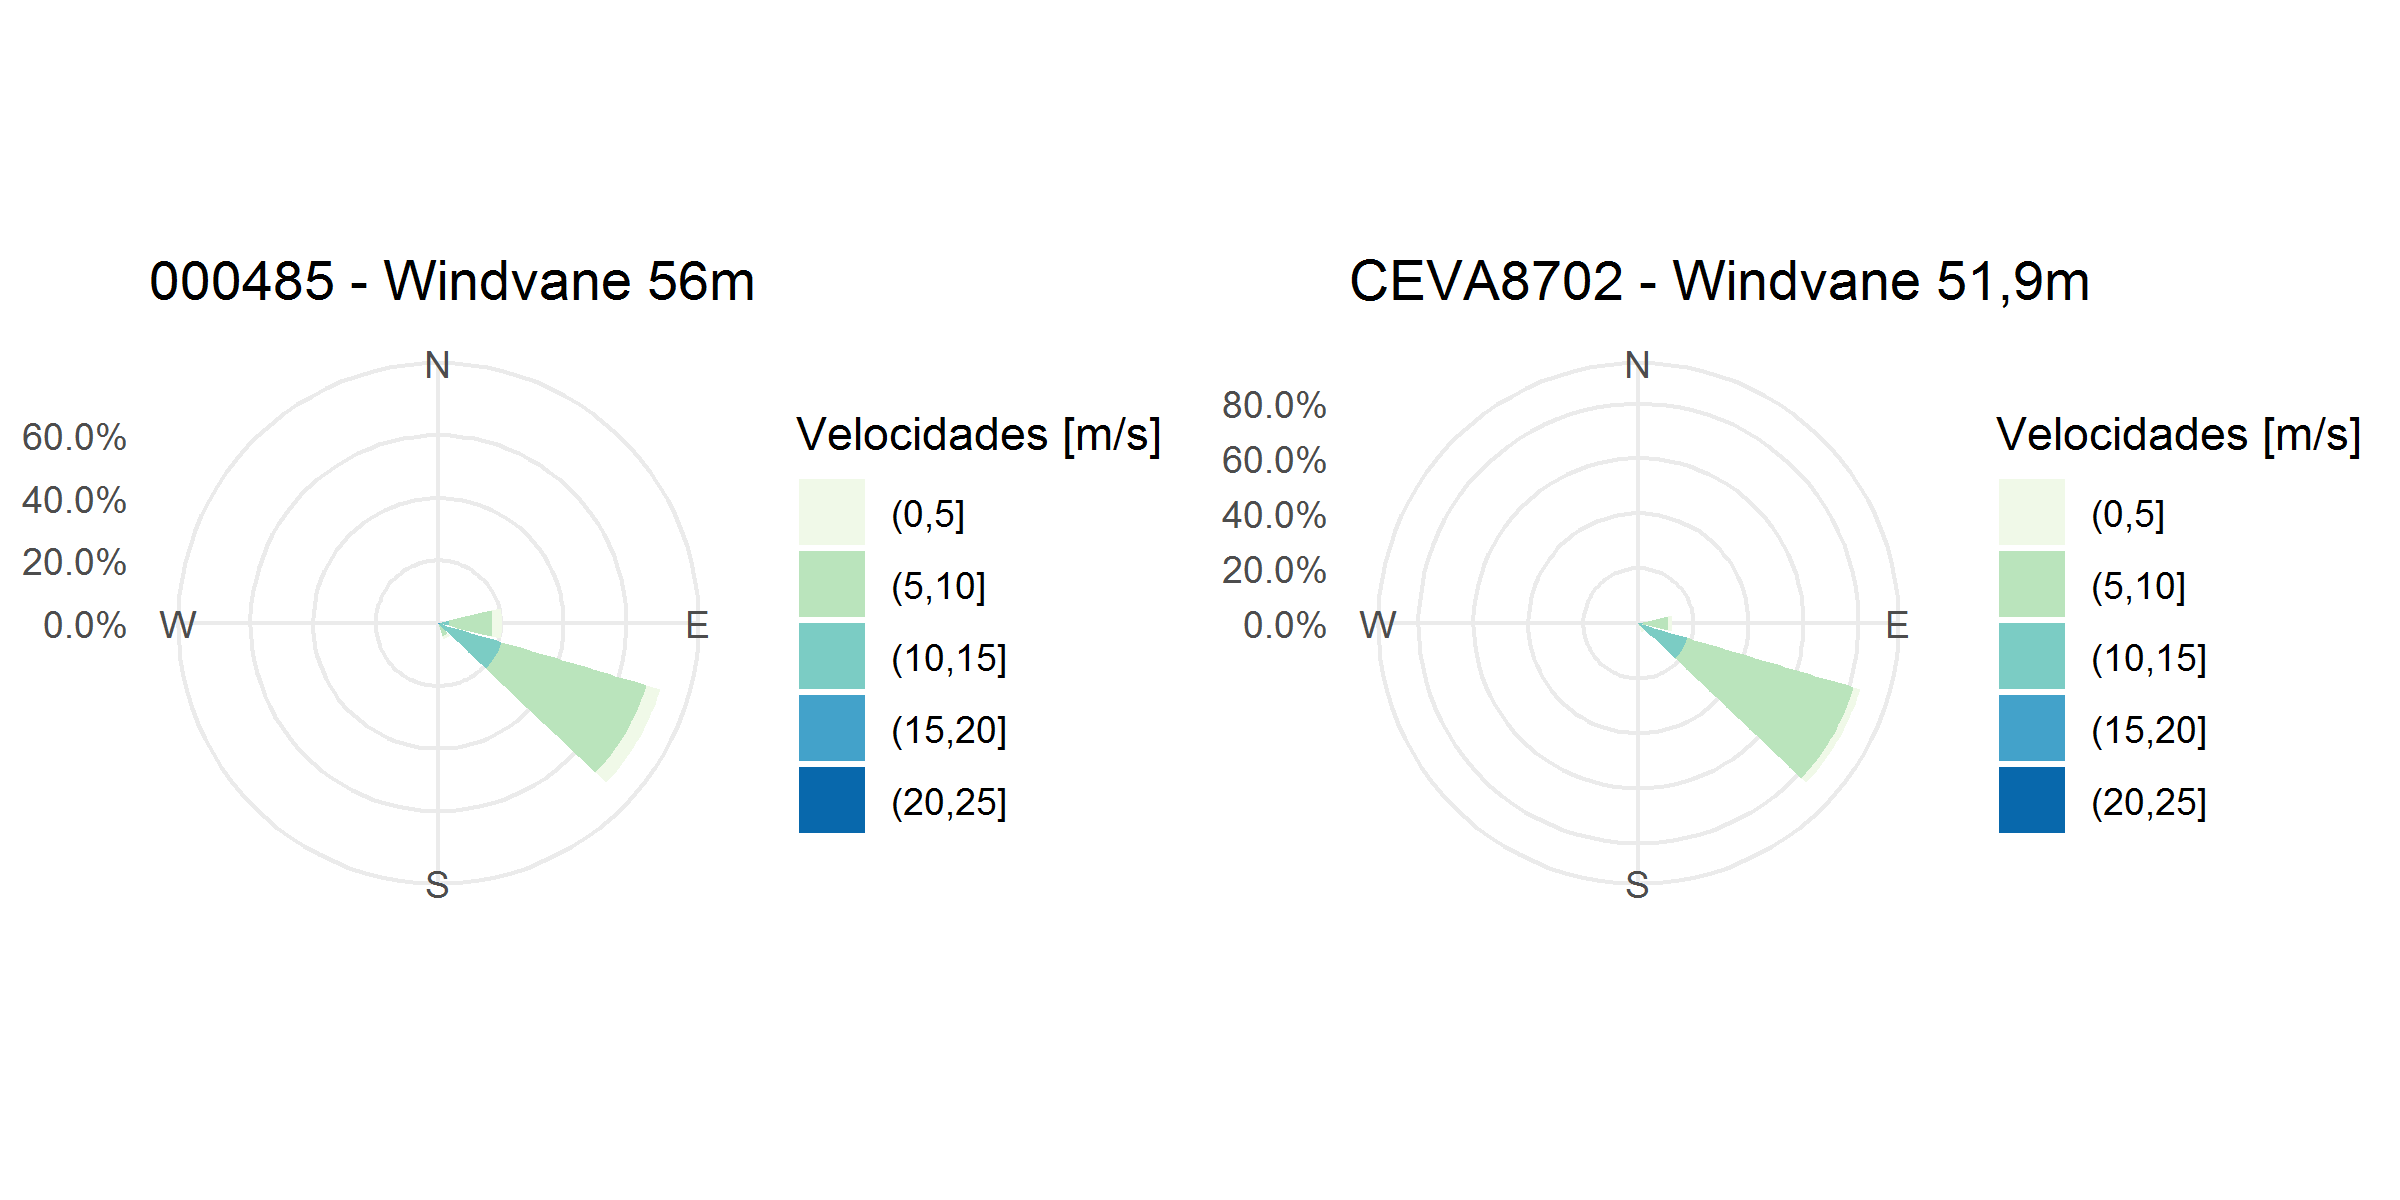 000485 - Windvane 56m
N
60.0%
40.0%
20.0%
0.0%
W
E
S
Velocidades [m/s]
(0,5]
(5,10]
(10,15]
(15,20]
(20,25]
CEVA8702 - Windvane 51,9m
N
80.0%
60.0%
40.0%
20.0%
0.0%
W
E
S
Velocidades [m/s]
(0,5]
(5,10]
(10,15]
(15,20]
(20,25]